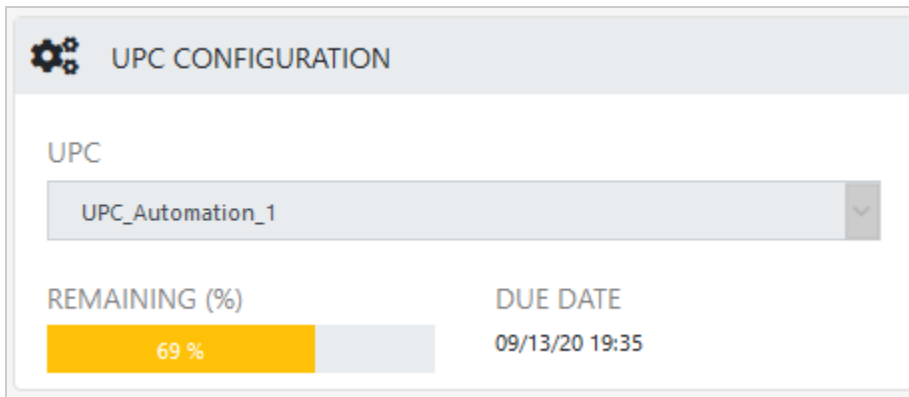 UPC CONFIGURATION
UPC
UPC_Automation_1
REMAINING (%)
69 %
DUE DATE
09/13/20 19:35